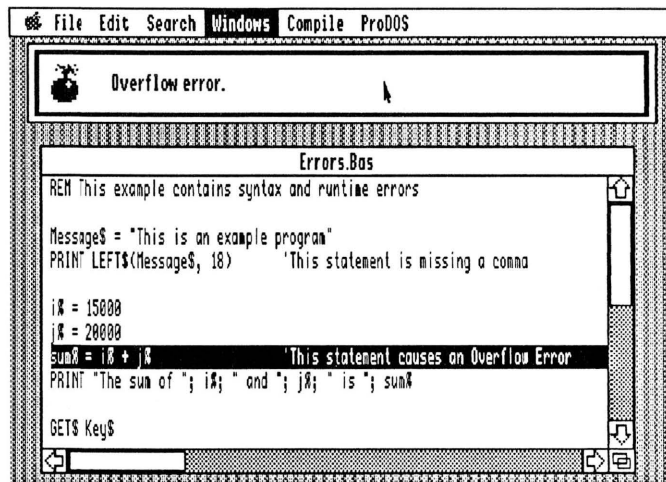 File Edit Search Windows Compile ProDOS
Overflow error.
Errors.Bas
REM This example contains syntax and runtime errors
Message$ = "This is an example program"
PRINT LEFT$(Message$, 18) 'This statement is missing a comma
i% = 15000
j% = 20000
sum% = i% + j% 'This statement causes an Overflow Error
PRINT "The sum of "; i%; " and "; j%; " is "; sum%
GET$ Key$